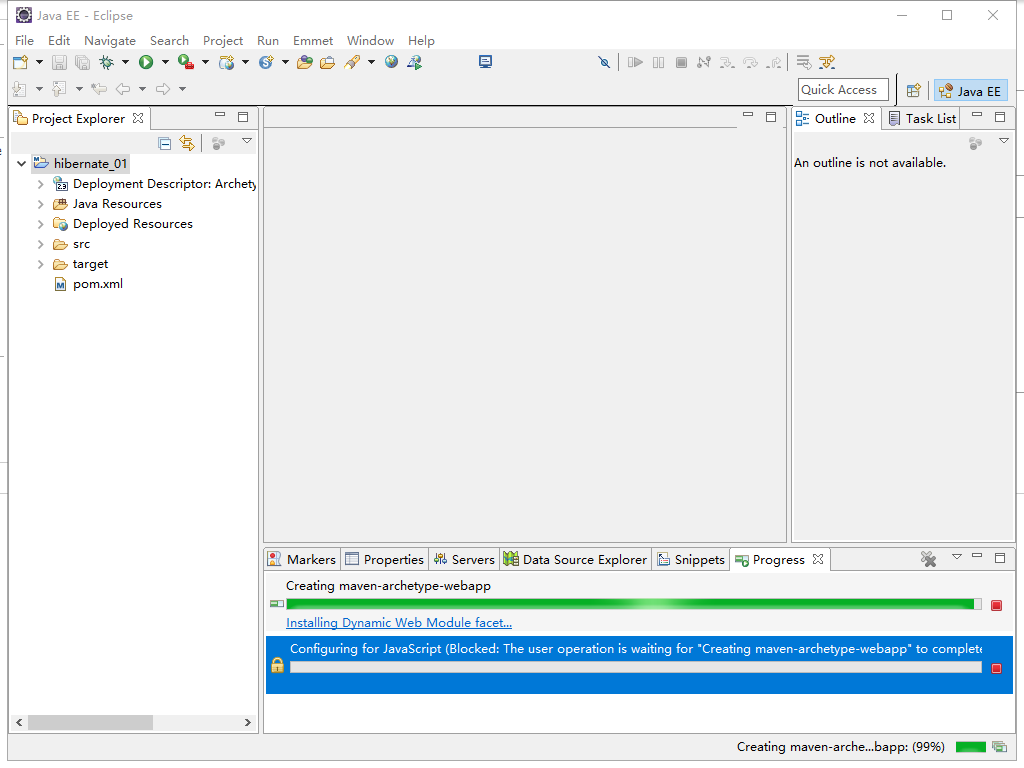 Java EE - Eclipse
File Edit Navigate Search Project Run Emmet Window Help
Quick Access
Java EE
Project Explorer
hibernate_01
Deployment Descriptor: Archety
Java Resources
Deployed Resources
src
target
pom.xml
Outline Task List
An outline is not available.
Markers Properties Servers Data Source Explorer Snippets Progress
Creating maven-archetype-webapp
Installing Dynamic Web Module facet...
Configuring for JavaScript (Blocked: The user operation is waiting for "Creating maven-archetype-webapp" to complete
Creating maven-arche...bapp: (99%)